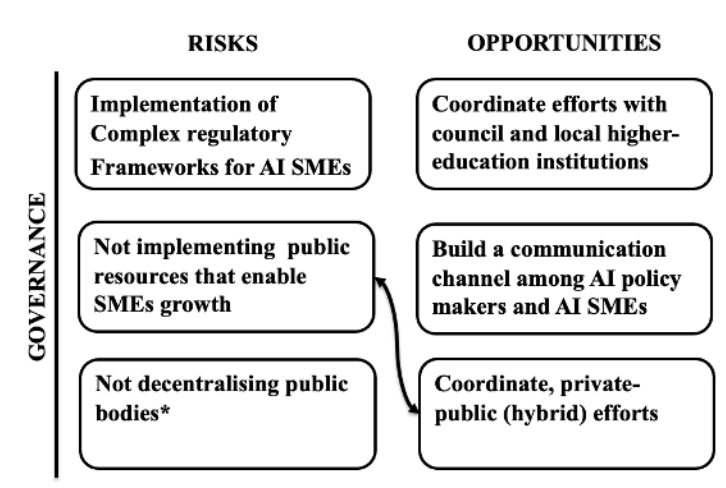 RISKS
OPPORTUNITIES
GOVERNANCE
Implementation of
Complex regulatory
Frameworks for AI SMEs
Coordinate efforts with
council and local higher-
education institutions
Not implementing public
resources that enable
SMEs growth
Build a communication
channel among AI policy
makers and AI SMEs
Not decentralising public
bodies*
Coordinate, private-
public (hybrid) efforts